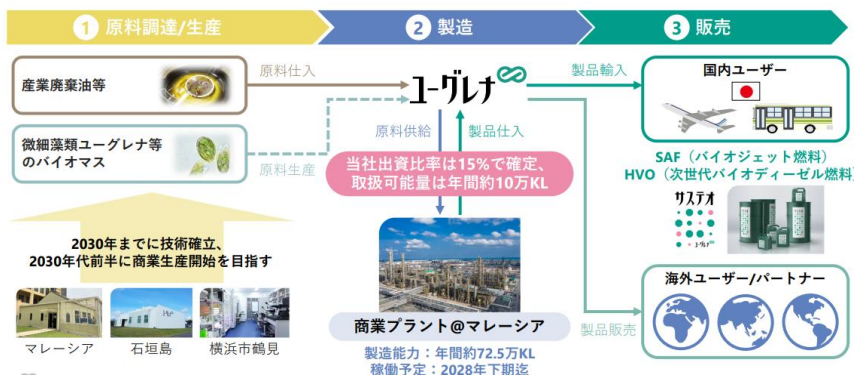 1 原料調達/生産
2 製造
3 販売
産業廃棄油等
原料仕入
微細藻類ユーグレナ等
のバイオマス
原料生産
2030年までに技術確立、
2030年代前半に商業生産開始を目指す
マレーシア
石垣島
横浜市鶴見
ユーグレナ
原料供給
製品仕入
当社出資比率は15%で確定、
取扱可能量は年間約10万KL
商業プラント@マレーシア
製造能力：年間約72.5万KL
稼働予定：2028年下期迄
製品輸入
国内ユーザー
SAF（バイオジェット燃料）
HVO（次世代バイオディーゼル燃料）
サステオ
ユーグレナ
海外ユーザー/パートナー
製品販売